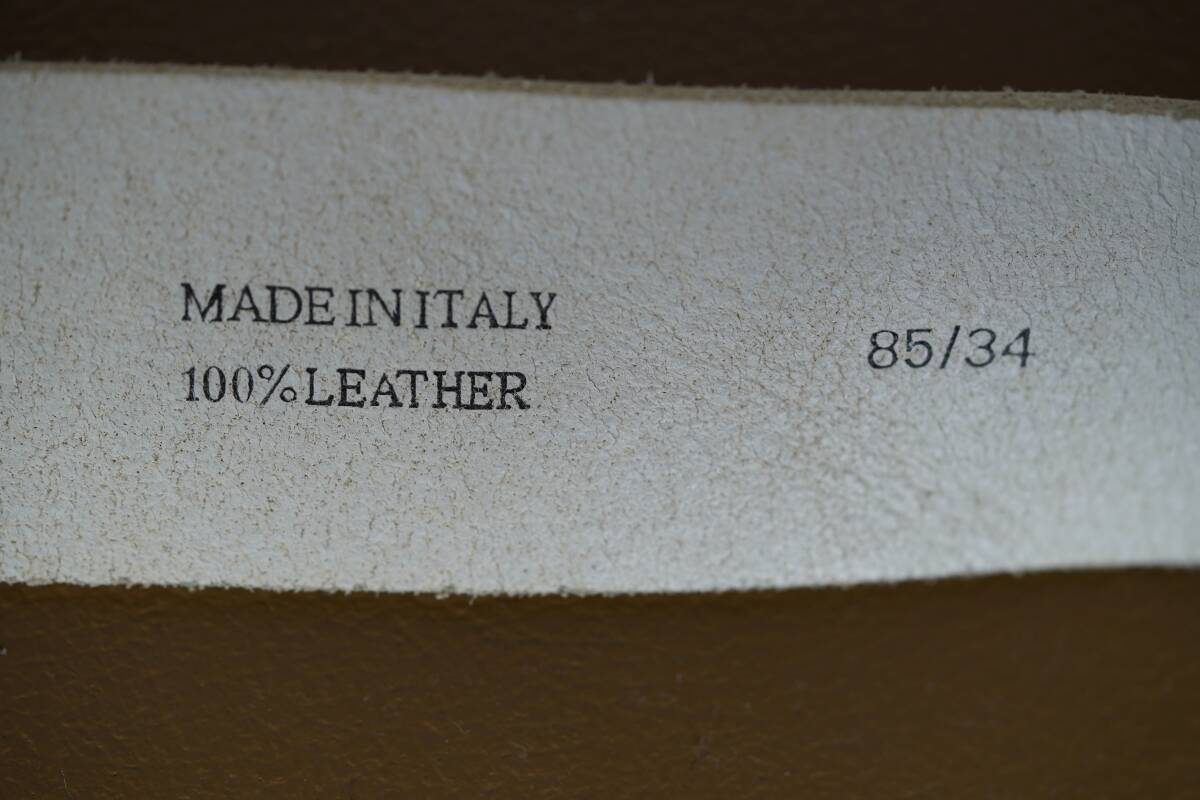 MADE IN ITALY
100% LEATHER
85/34